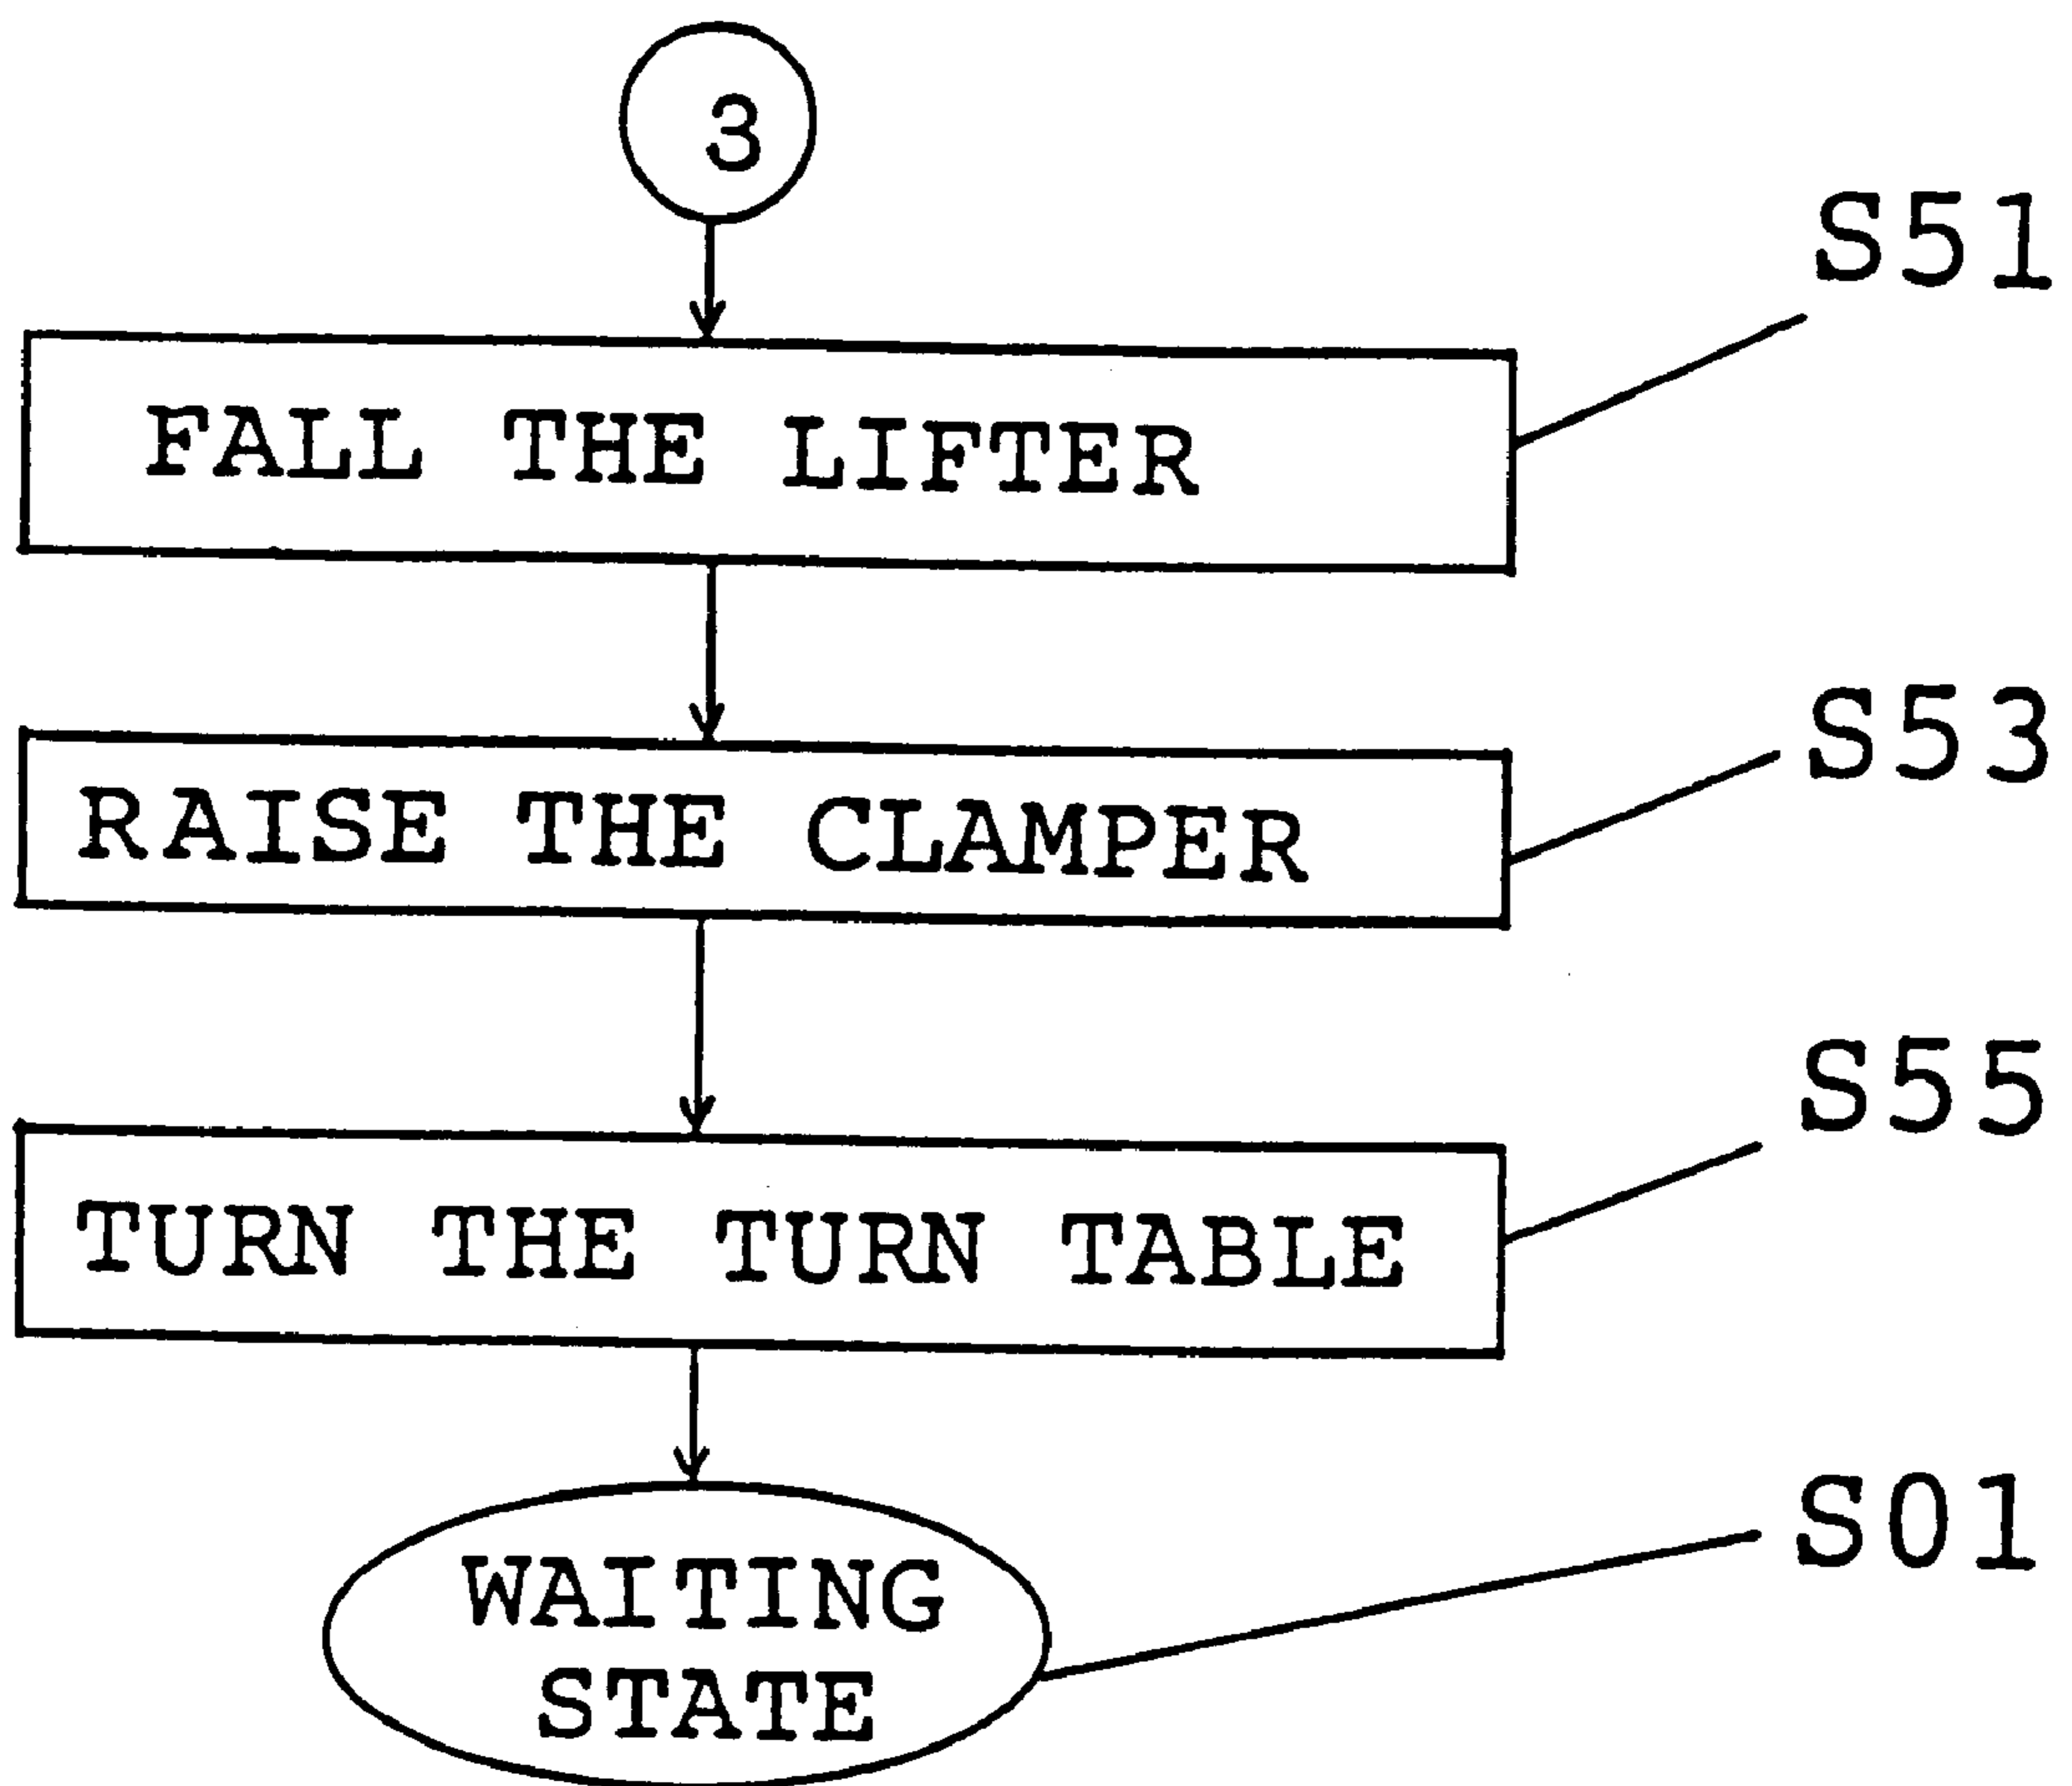 3
S51
FALL THE LIFTER
S53
RAISE THE CLAMPER
S55
TURN THE TURN TABLE
S01
WAITING
STATE